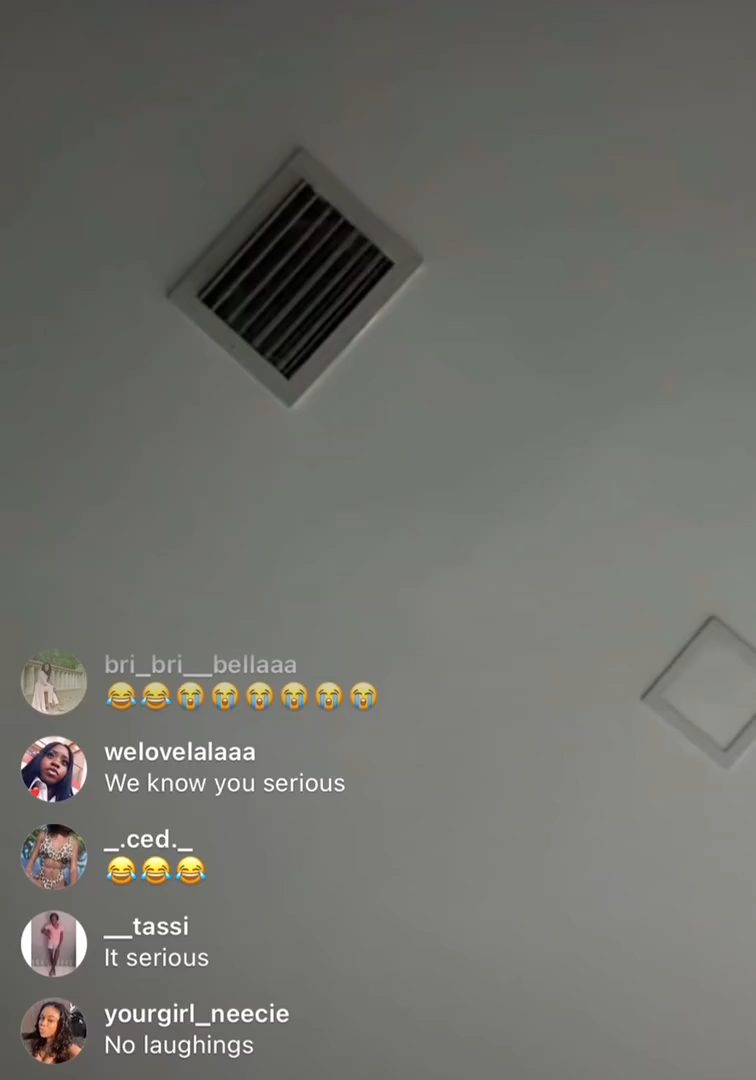 bri_bri__bellaaa
😂😂😭😭😭😭😭😭
welovelalaaa
We know you serious
_.ced._
😂😂😂
__tassi
It serious
yourgirl_neecie
No laughings